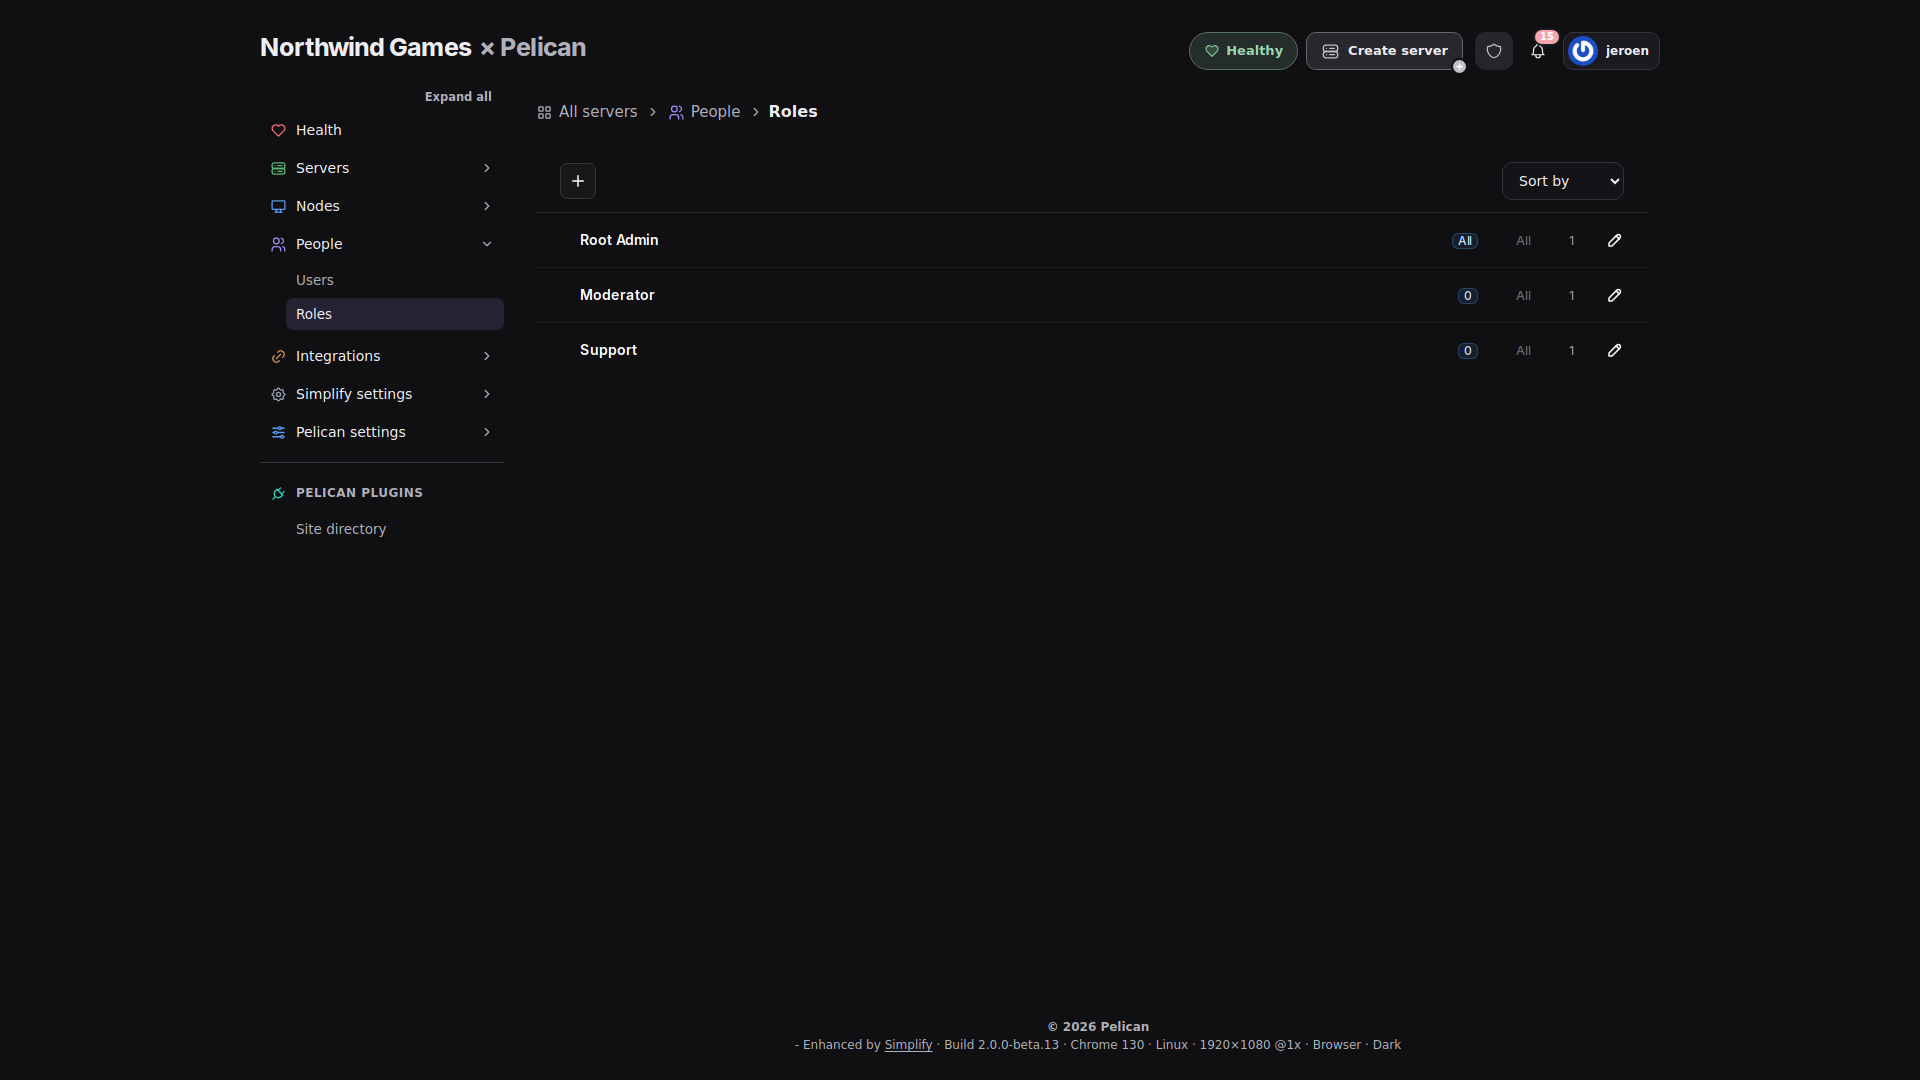 Northwind Games × Pelican
Healthy
Create server
15
jeroen
Expand all
Health
Servers
Nodes
People
Users
Roles
Integrations
Simplify settings
Pelican settings
PELICAN PLUGINS
Site directory
All servers > People > Roles
Sort by
Root Admin All All 1
Moderator 0 All 1
Support 0 All 1
© 2026 Pelican
- Enhanced by Simplify · Build 2.0.0-beta.13 · Chrome 130 · Linux · 1920×1080 @1x · Browser · Dark